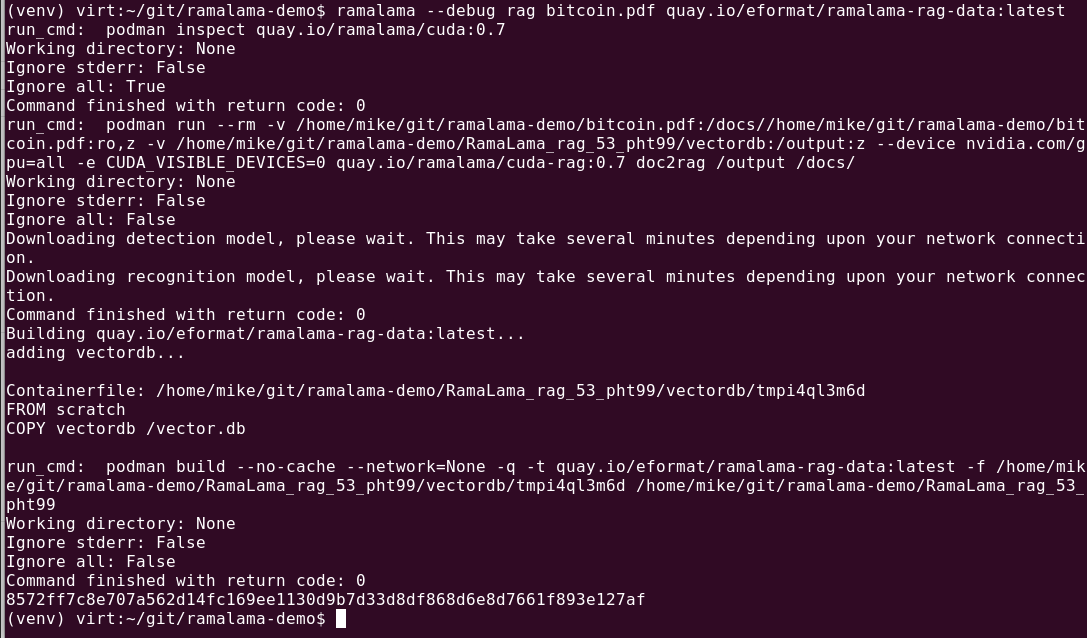 (venv) virt:~/git/ramalama-demo$ ramalama --debug rag bitcoin.pdf quay.io/eformat/ramalama-rag-data:latest
run_cmd:  podman inspect quay.io/ramalama/cuda:0.7
Working directory: None
Ignore stderr: False
Ignore all: True
Command finished with return code: 0
run_cmd:  podman run --rm -v /home/mike/git/ramalama-demo/bitcoin.pdf:/docs//home/mike/git/ramalama-demo/bit
coin.pdf:ro,z -v /home/mike/git/ramalama-demo/RamaLama_rag_53_pht99/vectordb:/output:z --device nvidia.com/g
pu=all -e CUDA_VISIBLE_DEVICES=0 quay.io/ramalama/cuda-rag:0.7 doc2rag /output /docs/
Working directory: None
Ignore stderr: False
Ignore all: False
Downloading detection model, please wait. This may take several minutes depending upon your network connecti
on.
Downloading recognition model, please wait. This may take several minutes depending upon your network connec
tion.
Command finished with return code: 0
Building quay.io/eformat/ramalama-rag-data:latest...
adding vectordb...

Containerfile: /home/mike/git/ramalama-demo/RamaLama_rag_53_pht99/vectordb/tmpi4ql3m6d
FROM scratch
COPY vectordb /vector.db

run_cmd:  podman build --no-cache --network=None -q -t quay.io/eformat/ramalama-rag-data:latest -f /home/mik
e/git/ramalama-demo/RamaLama_rag_53_pht99/vectordb/tmpi4ql3m6d /home/mike/git/ramalama-demo/RamaLama_rag_53_
pht99
Working directory: None
Ignore stderr: False
Ignore all: False
Command finished with return code: 0
8572ff7c8e707a562d14fc169ee1130d9b7d33d8df868d6e8d7661f893e127af
(venv) virt:~/git/ramalama-demo$